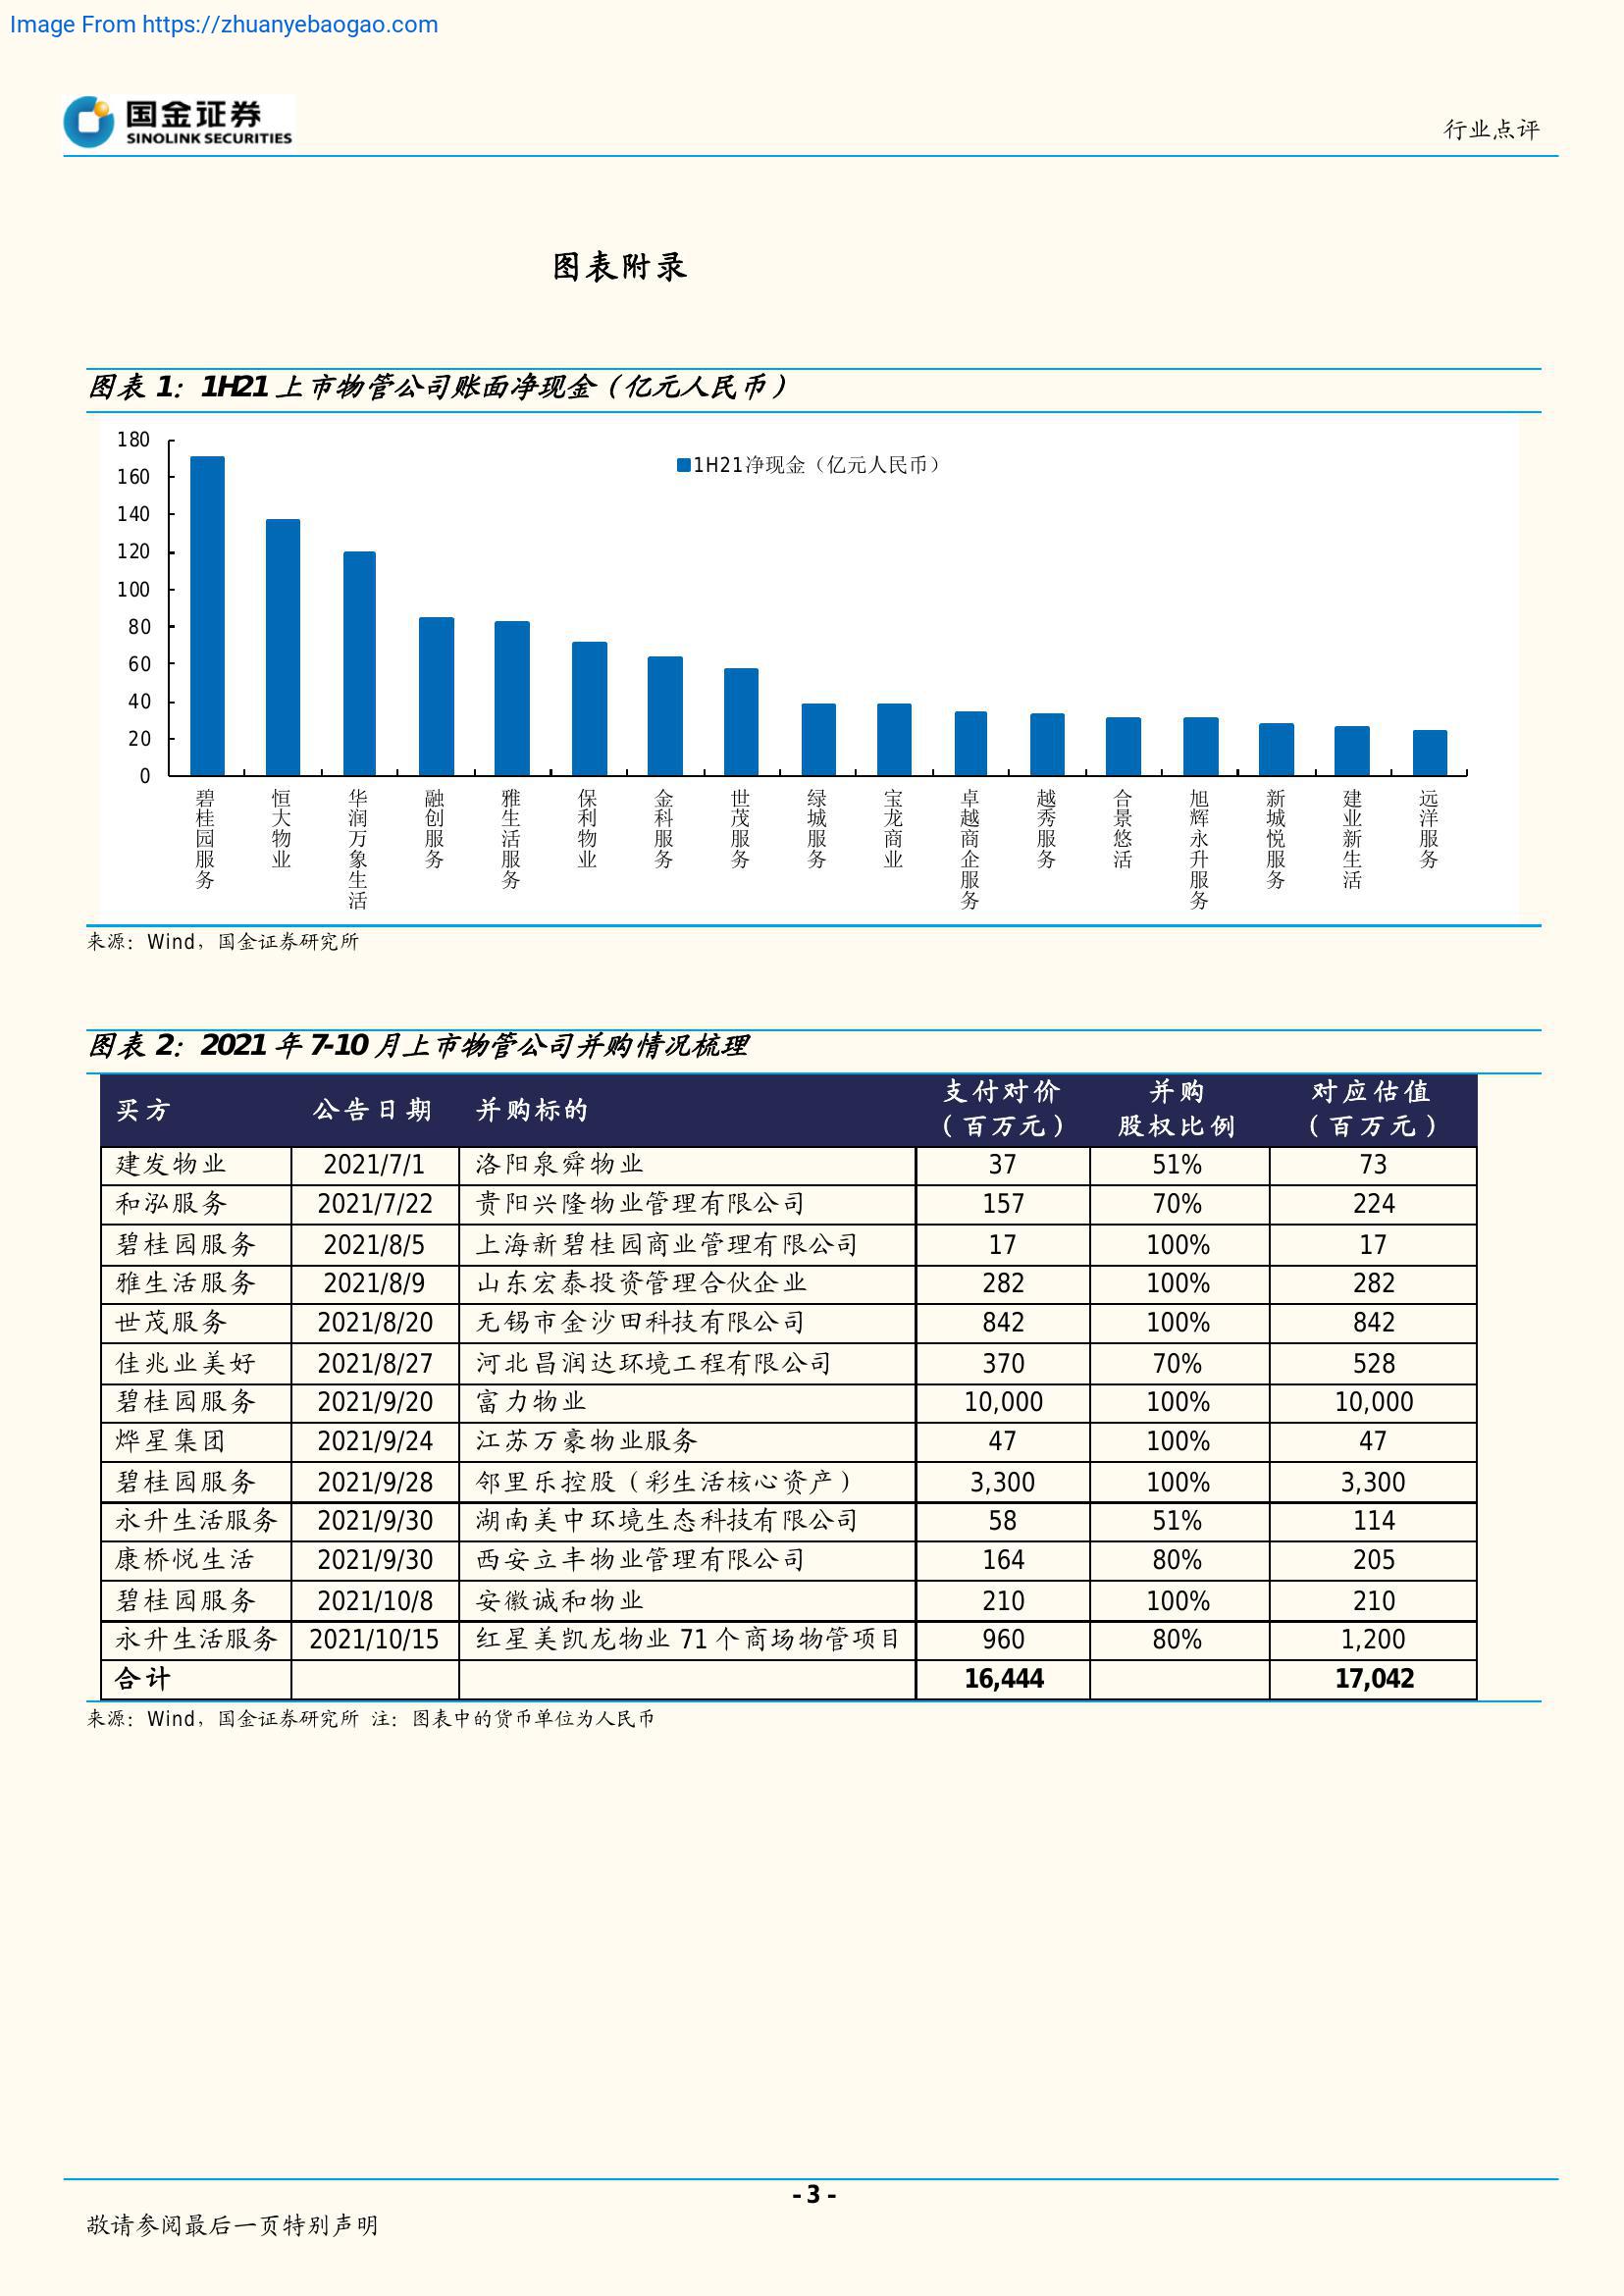 Image From https://zhuanyebaogao.com
国金证券
SINOLINK SECURITIES
行业点评
图表附录
图表 1：1H21 上市物管公司账面净现金（亿元人民币）
1H21净现金（亿元人民币）
180
160
140
120
100
80
60
40
20
0
碧桂园服务
恒大物业
华润万象生活
融创服务
雅生活服务
保利物业
金科服务
世茂服务
绿城服务
宝龙商业
卓越商企服务
越秀服务
合景悠活
旭辉永升服务
新城悦服务
建业新生活
远洋服务
来源：Wind，国金证券研究所
图表 2：2021 年 7-10 月上市物管公司并购情况梳理
买方 公告日期 并购标的 支付对价（百万元） 并购股权比例 对应估值（百万元）
建发物业 2021/7/1 洛阳泉舜物业 37 51% 73
和泓服务 2021/7/22 贵阳兴隆物业管理有限公司 157 70% 224
碧桂园服务 2021/8/5 上海新碧桂园商业管理有限公司 17 100% 17
雅生活服务 2021/8/9 山东宏泰投资管理合伙企业 282 100% 282
世茂服务 2021/8/20 无锡市金沙田科技有限公司 842 100% 842
佳兆业美好 2021/8/27 河北昌润达环境工程有限公司 370 70% 528
碧桂园服务 2021/9/20 富力物业 10,000 100% 10,000
烨星集团 2021/9/24 江苏万豪物业服务 47 100% 47
碧桂园服务 2021/9/28 邻里乐控股（彩生活核心资产） 3,300 100% 3,300
永升生活服务 2021/9/30 湖南美中环境生态科技有限公司 58 51% 114
康桥悦生活 2021/9/30 西安立丰物业管理有限公司 164 80% 205
碧桂园服务 2021/10/8 安徽诚和物业 210 100% 210
永升生活服务 2021/10/15 红星美凯龙物业 71 个商场物管项目 960 80% 1,200
合计 16,444 17,042
来源：Wind，国金证券研究所 注：图表中的货币单位为人民币
- 3 -
敬请参阅最后一页特别声明